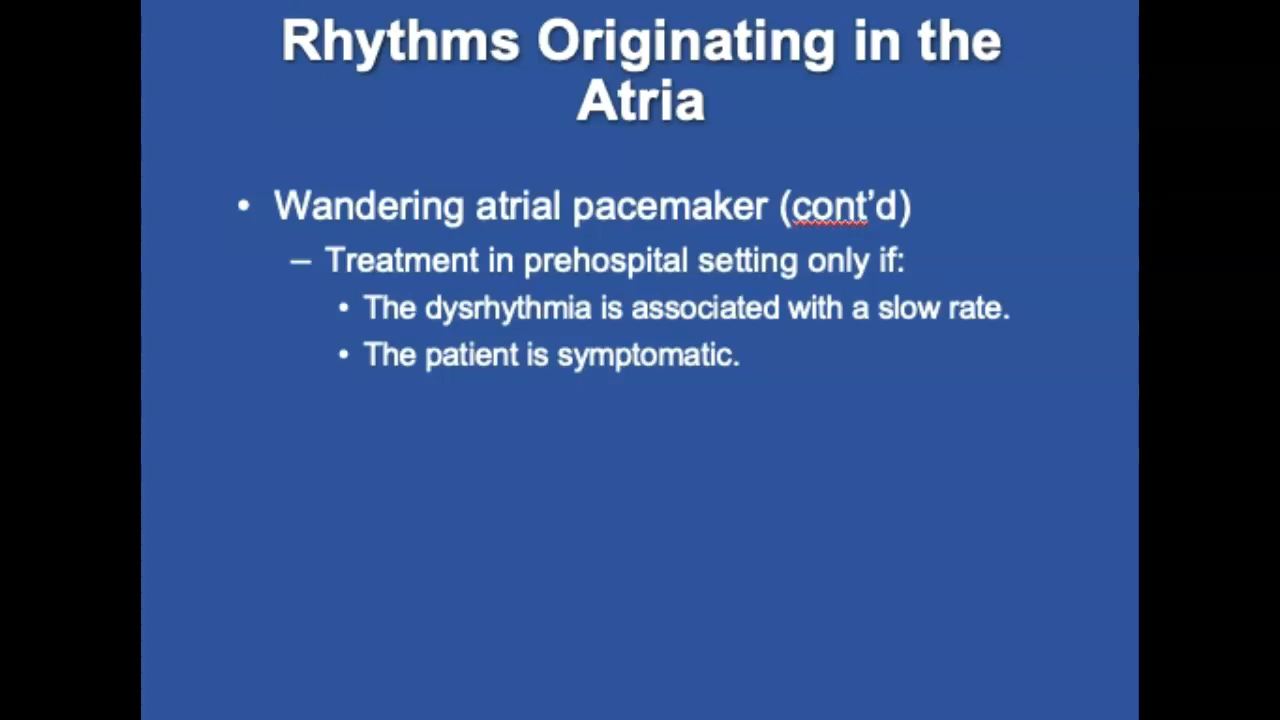 Rhythms Originating in the
Atria
• Wandering atrial pacemaker (cont’d)
– Treatment in prehospital setting only if:
• The dysrhythmia is associated with a slow rate.
• The patient is symptomatic.